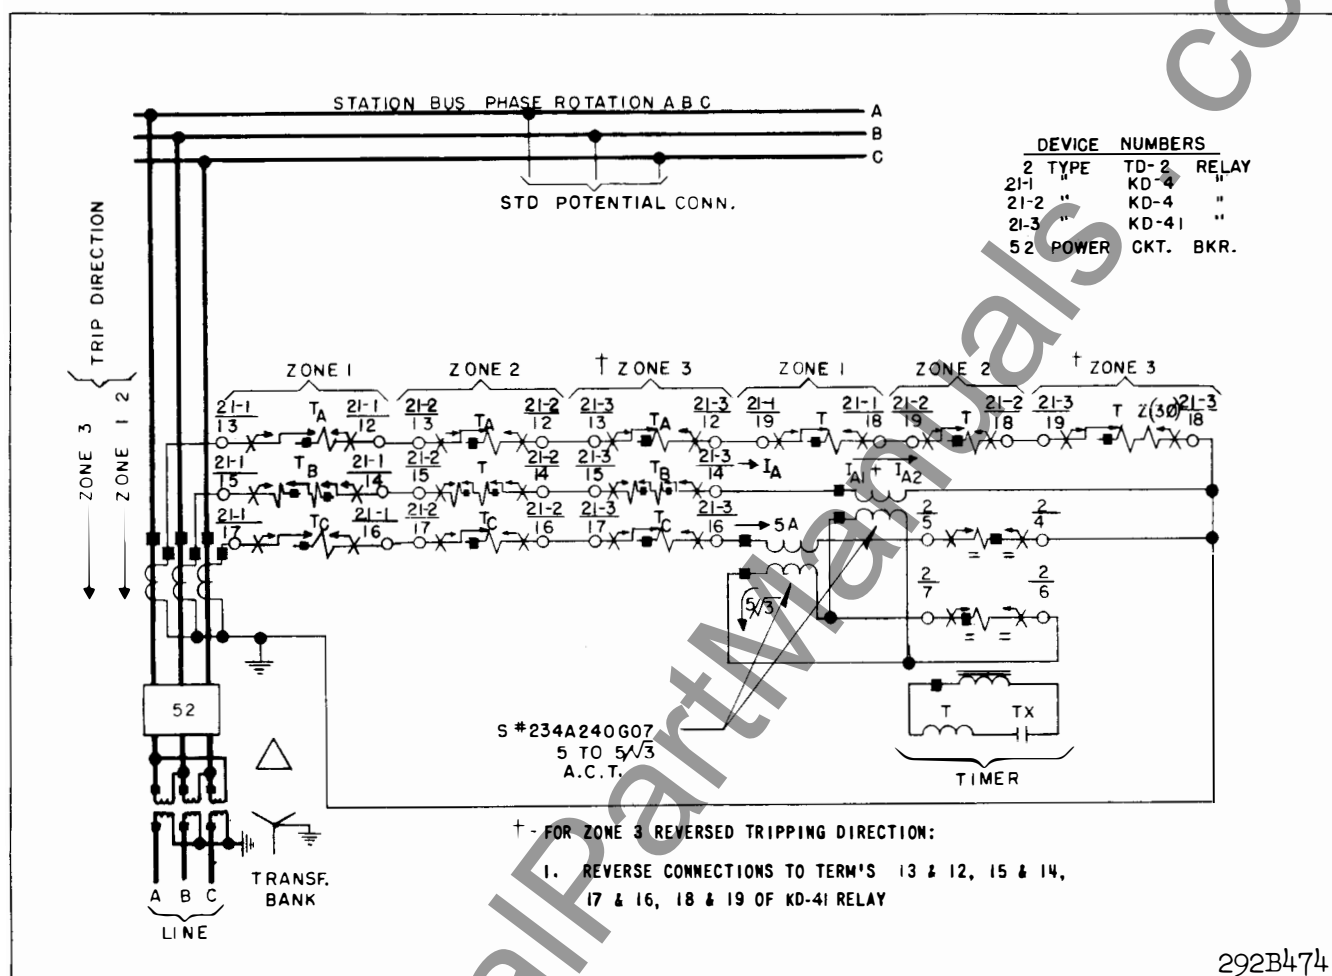 STATION BUS PHASE ROTATION A B C
A
B
C
STD POTENTIAL CONN.
DEVICE NUMBERS
2 TYPE TD-2 RELAY
21-1 " KD-4 "
21-2 " KD-4 "
21-3 " KD-41 "
52 POWER CKT. BKR.
TRIP DIRECTION
ZONE 3
ZONE 1 2
ZONE 1
ZONE 2
† ZONE 3
ZONE 1
ZONE 2
† ZONE 3
21-1 TA 21-1 21-2 21-2 21-3 TA 21-3 21-1 T 21-1 21-2 T 21-2 21-3 T Z(3Ø) 21-3
13 12 13 TA 12 13 12 19 18 19 18 19 18
21-1 TB 21-1 21-2 T 21-2 21-3 TB 21-3 → IA IA1 + IA2
15 14 15 14 15 14
21-1 TC 21-1 21-2 TC 21-2 21-3 TC 21-3 → 5A 2 2
17 16 17 16 17 16 5 4
5/√3 2 2
7 6
52
S #234A240G07
5 TO 5/√3
A.C.T.
T TX
TIMER
TRANSF.
BANK
A B C
LINE
† - FOR ZONE 3 REVERSED TRIPPING DIRECTION:
1. REVERSE CONNECTIONS TO TERM'S 13 & 12, 15 & 14,
17 & 16, 18 & 19 OF KD-41 RELAY
292B474
alPartManuals.co